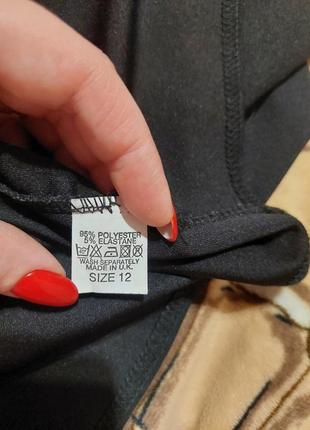 95% POLYESTER
5% ELASTANE
WASH SEPARATELY
MADE IN U.K.
SIZE 12